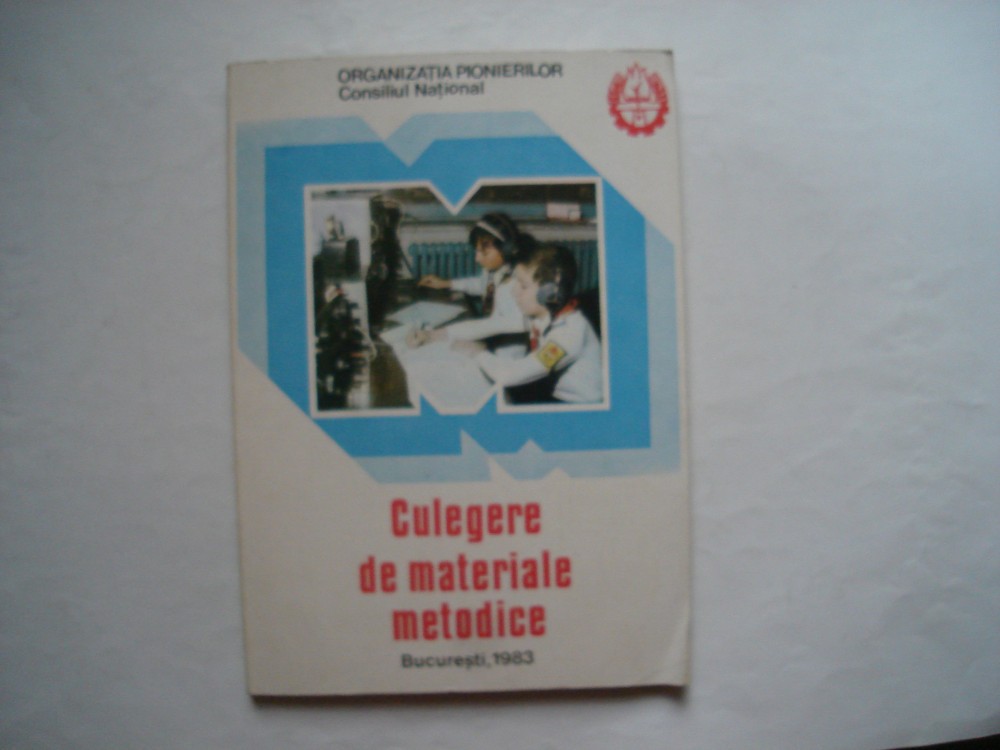 ORGANIZAȚIA PIONIERILOR
Consiliul Național
Culegere
de materiale
metodice
București, 1983